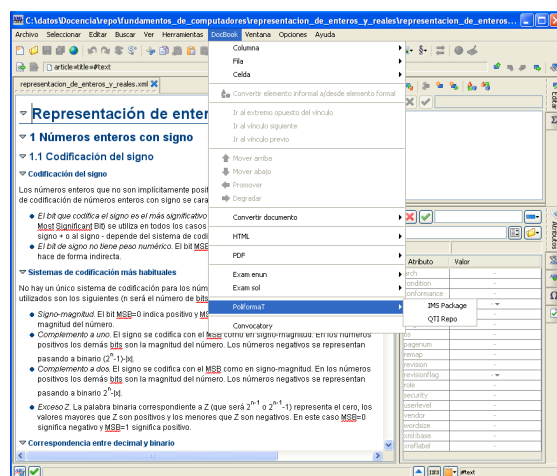 C:\datos\Docencia\repo\fundamentos_de_computadores\representacion_de_enteros_y_reales\representacion_de_enteros...
Archivo Seleccionar Editar Buscar Ver Herramientas DocBook Ventana Opciones Ayuda
article title #text
representacion_de_enteros_y_reales.xml
Representación de enter
1 Números enteros con signo
1.1 Codificación del signo
Codificación del signo
Los números enteros que no son implícitamente posit
de codificación de números enteros con signo se cara
El bit que codifica el signo es el más significativo
Most Significant Bit) se utiliza en todos los casos
signo + o al signo - depende del sistema de codi
El bit de signo no tiene peso numérico. El bit MSB
hace de forma indirecta.
Sistemas de codificación más habituales
No hay un único sistema de codificación para los núm
utilizados son los siguientes (n será el número de bits
Signo-magnitud. El bit MSB=0 indica positivo y MS
magnitud del número.
Complemento a uno. El signo se codifica con el MSB como en signo-magnitud. En los números
positivos los demás bits son la magnitud del número. Los números negativos se representan
pasando a binario (2^n-1)-|x|.
Complemento a dos. El signo se codifica con el MSB como en signo-magnitud. En los números
positivos los demás bits son la magnitud del número. Los números negativos se representan
pasando a binario 2^n-|x|.
Exceso Z. La palabra binaria correspondiente a Z (que será 2^n-1 o 2^n-1-1) representa el cero, los
valores mayores que Z son positivos y los menores que Z son negativos. En este caso MSB=0
significa negativo y MSB=1 significa positivo.
Correspondencia entre decimal y binario
Columna
Fila
Celda
Convertir elemento informal a/desde elemento formal
Ir al extremo opuesto del vínculo
Ir al vínculo siguiente
Ir al vínculo previo
Mover arriba
Mover abajo
Promover
Degradar
Convertir documento
HTML
PDF
Exam enun
Exam sol
PoliformaT
Convocatory
IMS Package
QTI Repo
Editar
Atributos
Atributo Valor
arch
condition
conformance
os
pagenum
remap
revision
revisionflag
role
security
userlevel
vendor
wordsize
xml:base
xreflabel
#text